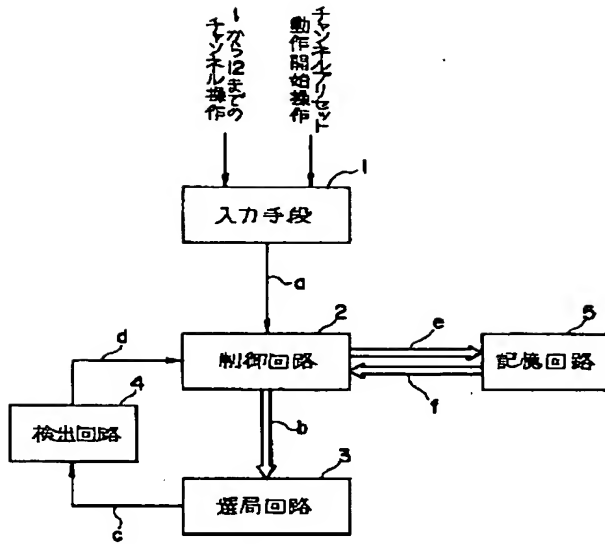 1から12までの
チャンネル操作
チャンネルプリセット
動作開始操作
1
入力手段
a
2
制御回路
e
5
記憶回路
f
d
4
検出回路
b
3
選局回路
c